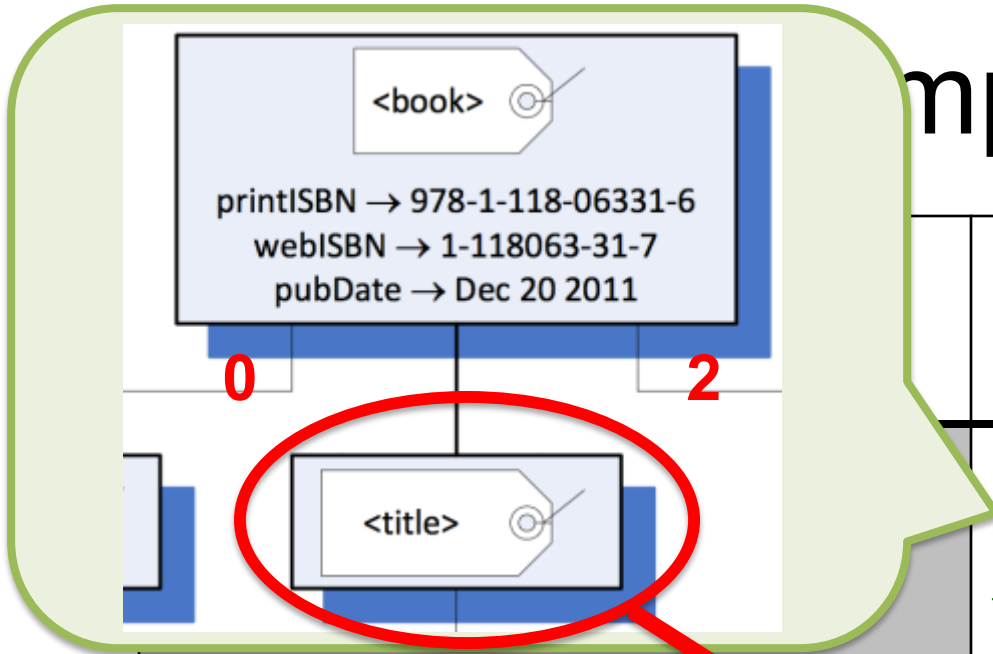 <book>
printISBN → 978-1-118-06331-6
webISBN → 1-118063-31-7
pubDate → Dec 20 2011
0
2
<title>